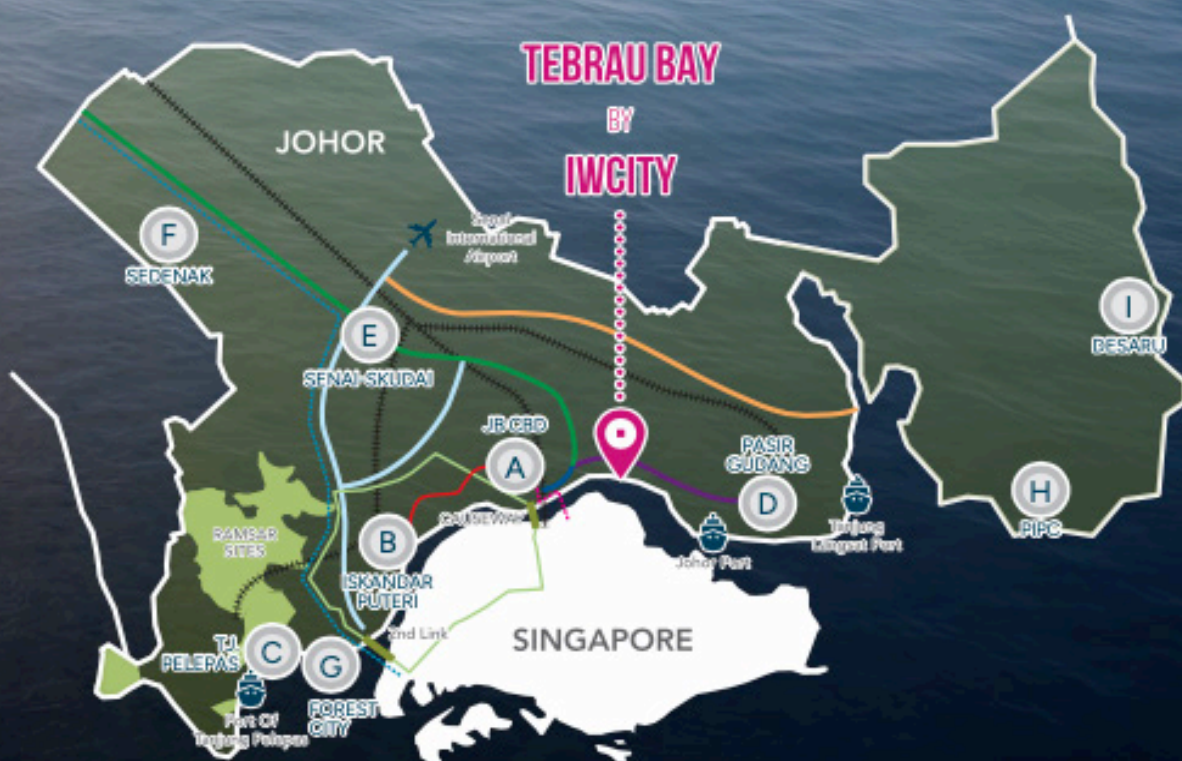 TEBRAU BAY
BY
IWCITY
JOHOR
Senai
International
Airport
F
SEDENAK
E
SENAI-SKUDAI
I
DESARU
JB CBD
A
PASIR
GUDANG
D
H
PIPC
CAUSEWAY
RAMSAR
SITES
B
ISKANDAR
PUTERI
Johor Port
Tanjung
Langsat Port
2nd Link
SINGAPORE
TJ.
PELEPAS
C
G
FOREST
CITY
Port Of
Tanjung Pelepas